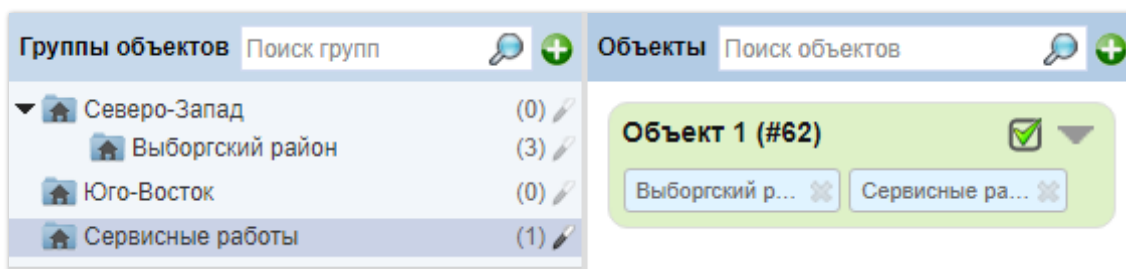 Группы объектов Поиск групп
Северо-Запад (0)
Выборгский район (3)
Юго-Восток (0)
Сервисные работы (1)
Объекты Поиск объектов
Объект 1 (#62)
Выборгский р... Сервисные ра...